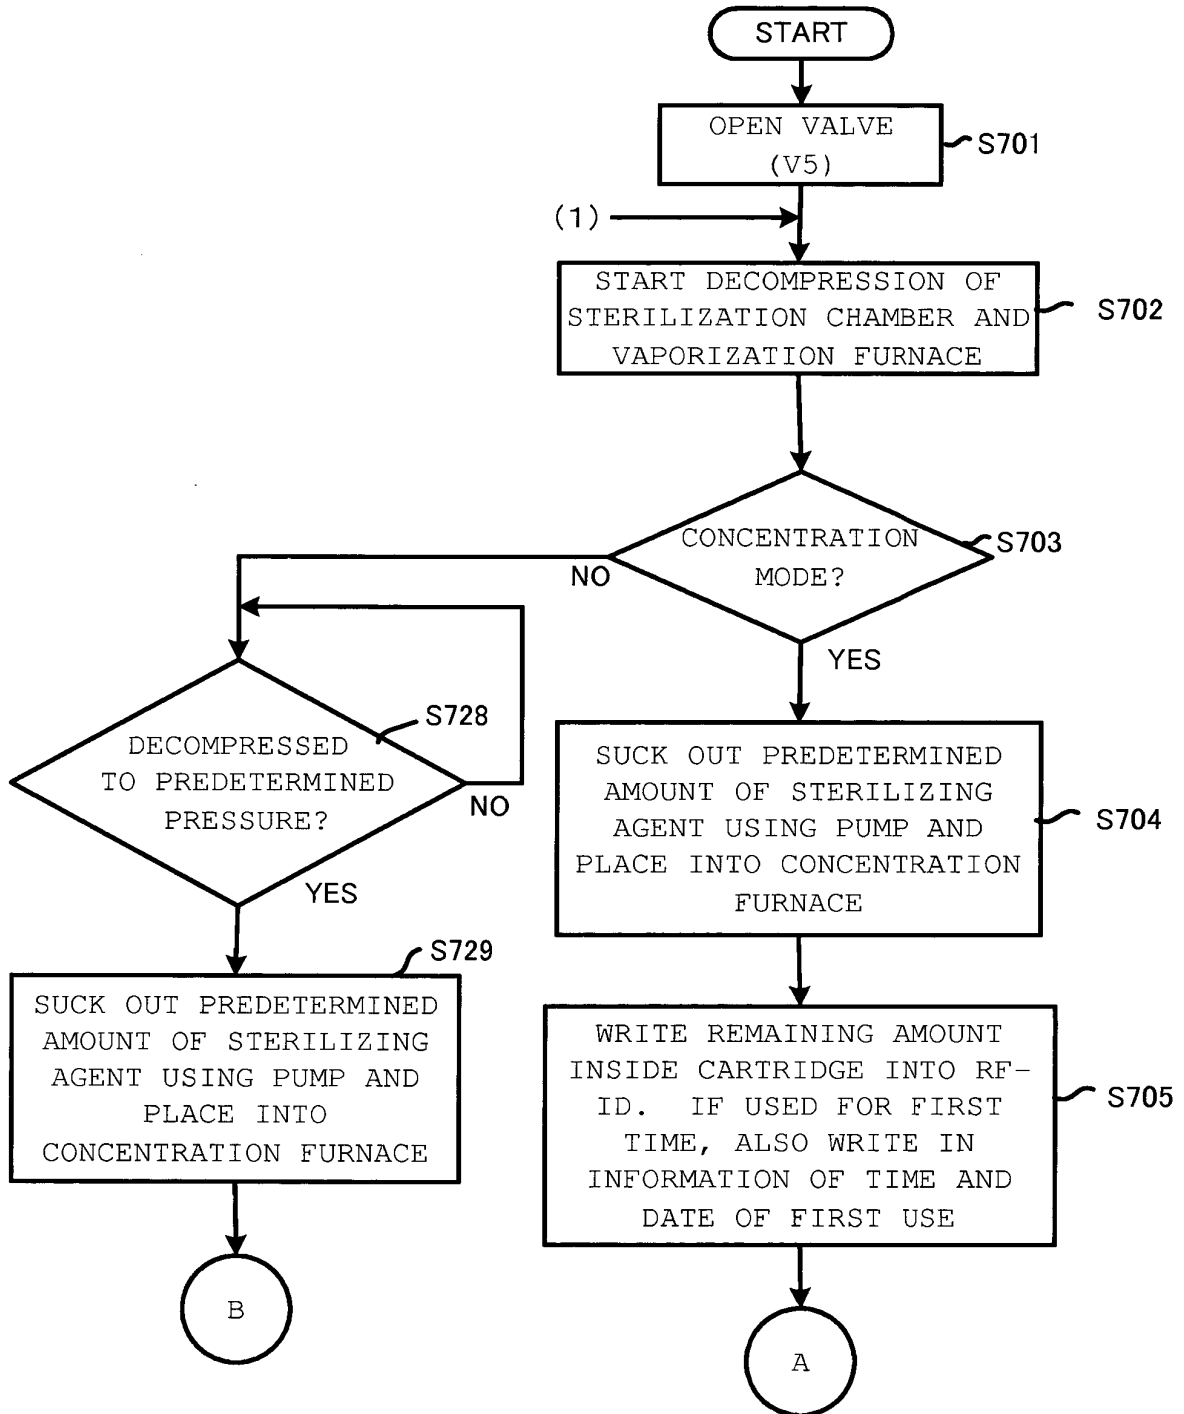 START
OPEN VALVE
(V5)
S701
(1)
START DECOMPRESSION OF
STERILIZATION CHAMBER AND
VAPORIZATION FURNACE
S702
CONCENTRATION
MODE?
S703
NO
YES
DECOMPRESSED
TO PREDETERMINED
PRESSURE?
S728
NO
YES
SUCK OUT PREDETERMINED
AMOUNT OF STERILIZING
AGENT USING PUMP AND
PLACE INTO CONCENTRATION
FURNACE
S704
S729
SUCK OUT PREDETERMINED
AMOUNT OF STERILIZING
AGENT USING PUMP AND
PLACE INTO
CONCENTRATION FURNACE
WRITE REMAINING AMOUNT
INSIDE CARTRIDGE INTO RF-
ID. IF USED FOR FIRST
TIME, ALSO WRITE IN
INFORMATION OF TIME AND
DATE OF FIRST USE
S705
B
A